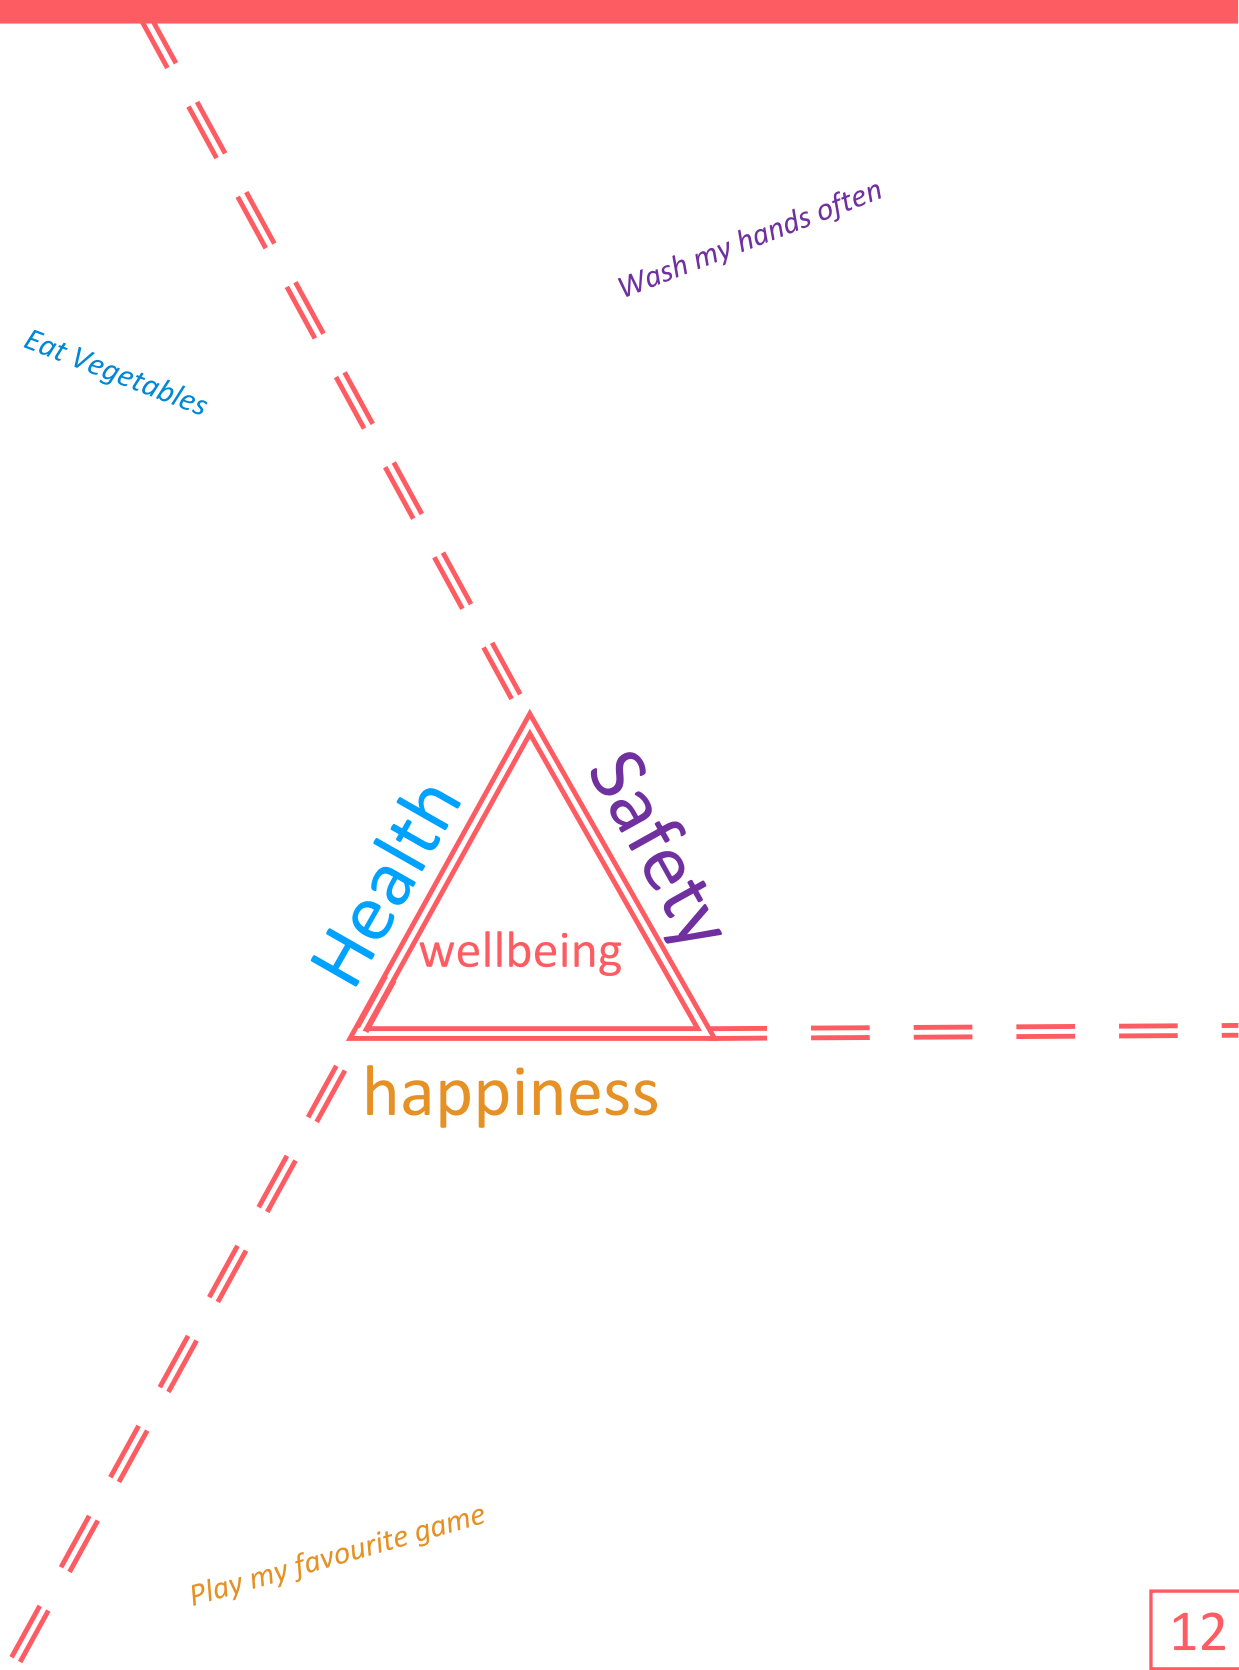 Wash my hands often
Eat Vegetables
Health
Safety
wellbeing
happiness
Play my favourite game
12